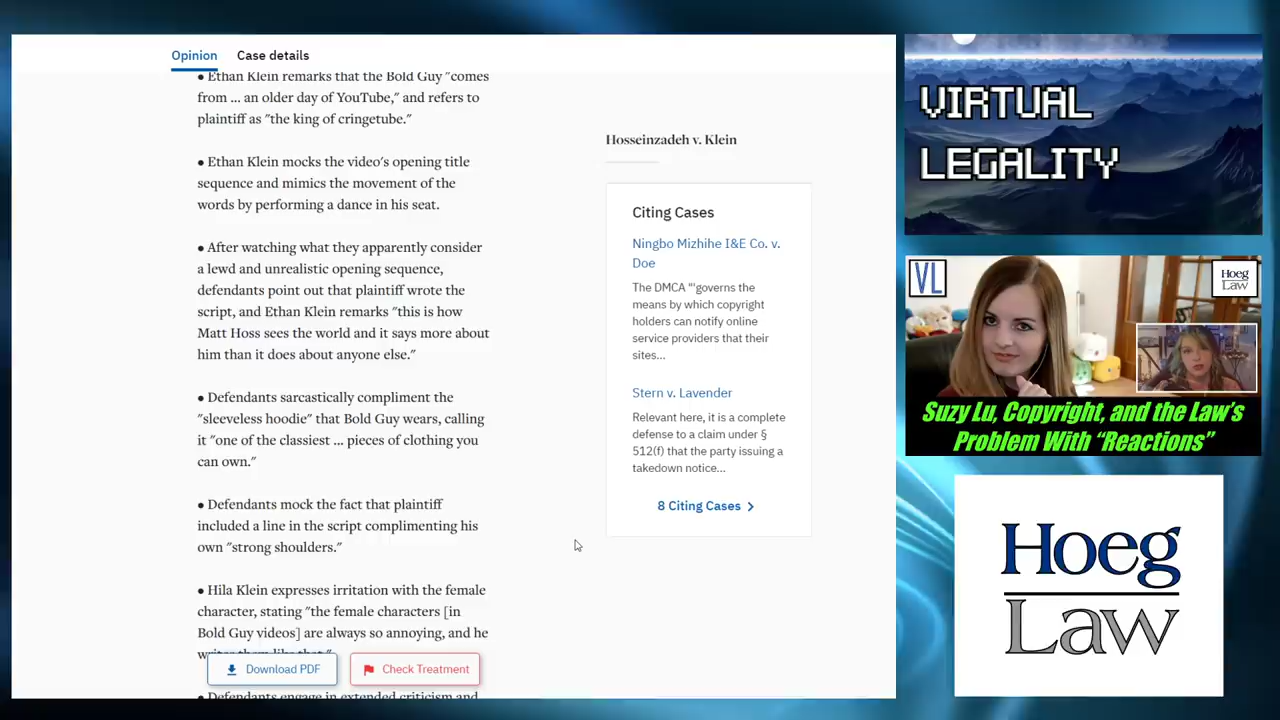 Opinion
Case details
• Ethan Klein remarks that the Bold Guy "comes
from ... an older day of YouTube," and refers to
plaintiff as "the king of cringetube."
• Ethan Klein mocks the video's opening title
sequence and mimics the movement of the
words by performing a dance in his seat.
• After watching what they apparently consider
a lewd and unrealistic opening sequence,
defendants point out that plaintiff wrote the
script, and Ethan Klein remarks "this is how
Matt Hoss sees the world and it says more about
him than it does about anyone else."
• Defendants sarcastically compliment the
"sleeveless hoodie" that Bold Guy wears, calling
it "one of the classiest ... pieces of clothing you
can own."
• Defendants mock the fact that plaintiff
included a line in the script complimenting his
own "strong shoulders."
• Hila Klein expresses irritation with the female
character, stating "the female characters [in
Bold Guy videos] are always so annoying, and he
writes them like that."
• Defendants engage in extended criticism and
Download PDF
Check Treatment
Hosseinzadeh v. Klein
Citing Cases
Ningbo Mizhihe I&E Co. v.
Doe
The DMCA "'governs the
means by which copyright
holders can notify online
service providers that their
sites...
Stern v. Lavender
Relevant here, it is a complete
defense to a claim under §
512(f) that the party issuing a
takedown notice...
8 Citing Cases
VIRTUAL
LEGALITY
VL
Hoeg
Law
Suzy Lu, Copyright, and the Law's
Problem With "Reactions"
Hoeg
Law